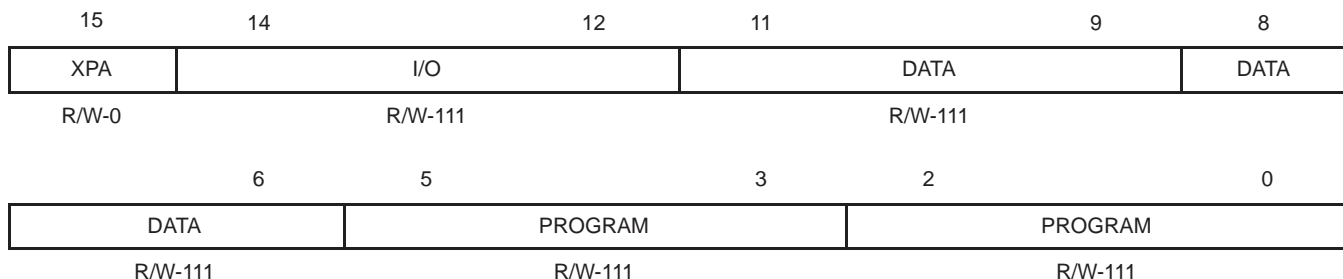 15 14 12 11 9 8
XPA I/O DATA DATA
R/W-0 R/W-111 R/W-111
6 5 3 2 0
DATA PROGRAM PROGRAM
R/W-111 R/W-111 R/W-111